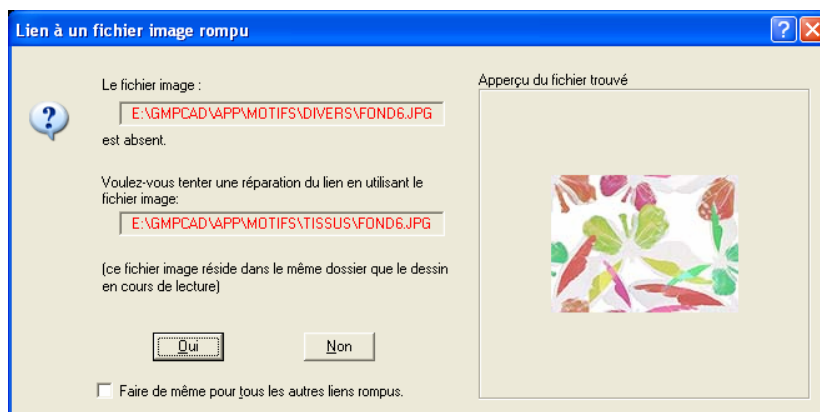 Lien à un fichier image rompu
Le fichier image :
E:\GMPCAD\APP\MOTIFS\DIVERS\FOND6.JPG
est absent.
Voulez-vous tenter une réparation du lien en utilisant le
fichier image:
E:\GMPCAD\APP\MOTIFS\TISSUS\FOND6.JPG
(ce fichier image réside dans le même dossier que le dessin
en cours de lecture)
Oui
Non
Faire de même pour tous les autres liens rompus.
Apperçu du fichier trouvé